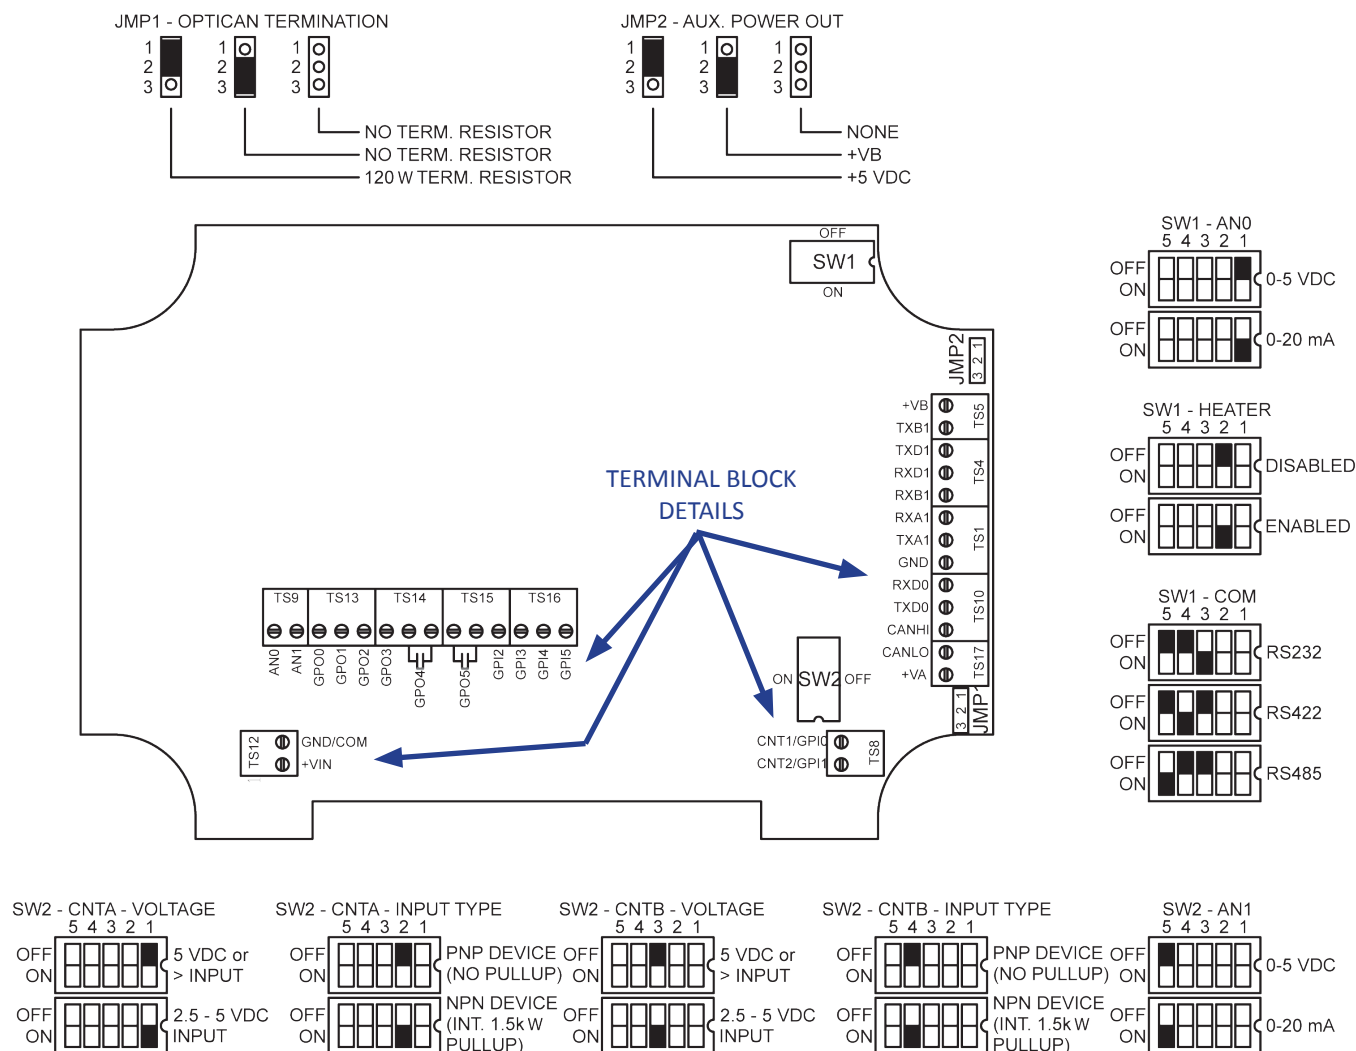 JMP1 - OPTICAN TERMINATION
1
2
3
1
2
3
1
2
3
NO TERM. RESISTOR
NO TERM. RESISTOR
120 W TERM. RESISTOR
JMP2 - AUX. POWER OUT
1
2
3
1
2
3
1
2
3
NONE
+VB
+5 VDC
OFF
SW1
ON
JMP2
3 2 1
+VB
TXB1
TS5
TXD1
RXD1
RXB1
TS4
RXA1
TXA1
GND
TS1
RXD0
TXD0
CANHI
TS10
CANLO
+VA
TS17
3 2 1
JMP1
TERMINAL BLOCK
DETAILS
TS9 TS13 TS14 TS15 TS16
AN0
AN1
GPO0
GPO1
GPO2
GPO3
GPO4
GPO5
GPI2
GPI3
GPI4
GPI5
ON SW2 OFF
TS12
GND/COM
+VIN
CNT1/GPI0
CNT2/GPI1
TS8
SW1 - AN0
5 4 3 2 1
OFF
ON
0-5 VDC
OFF
ON
0-20 mA
SW1 - HEATER
5 4 3 2 1
OFF
ON
DISABLED
OFF
ON
ENABLED
SW1 - COM
5 4 3 2 1
OFF
ON
RS232
OFF
ON
RS422
OFF
ON
RS485
SW2 - CNTA - VOLTAGE
5 4 3 2 1
OFF
ON
5 VDC or
> INPUT
OFF
ON
2.5 - 5 VDC
INPUT
SW2 - CNTA - INPUT TYPE
5 4 3 2 1
OFF
ON
PNP DEVICE
(NO PULLUP)
OFF
ON
NPN DEVICE
(INT. 1.5k W
PULLUP)
SW2 - CNTB - VOLTAGE
5 4 3 2 1
OFF
ON
5 VDC or
> INPUT
OFF
ON
2.5 - 5 VDC
INPUT
SW2 - CNTB - INPUT TYPE
5 4 3 2 1
OFF
ON
PNP DEVICE
(NO PULLUP)
OFF
ON
NPN DEVICE
(INT. 1.5k W
PULLUP)
SW2 - AN1
5 4 3 2 1
OFF
ON
0-5 VDC
OFF
ON
0-20 mA